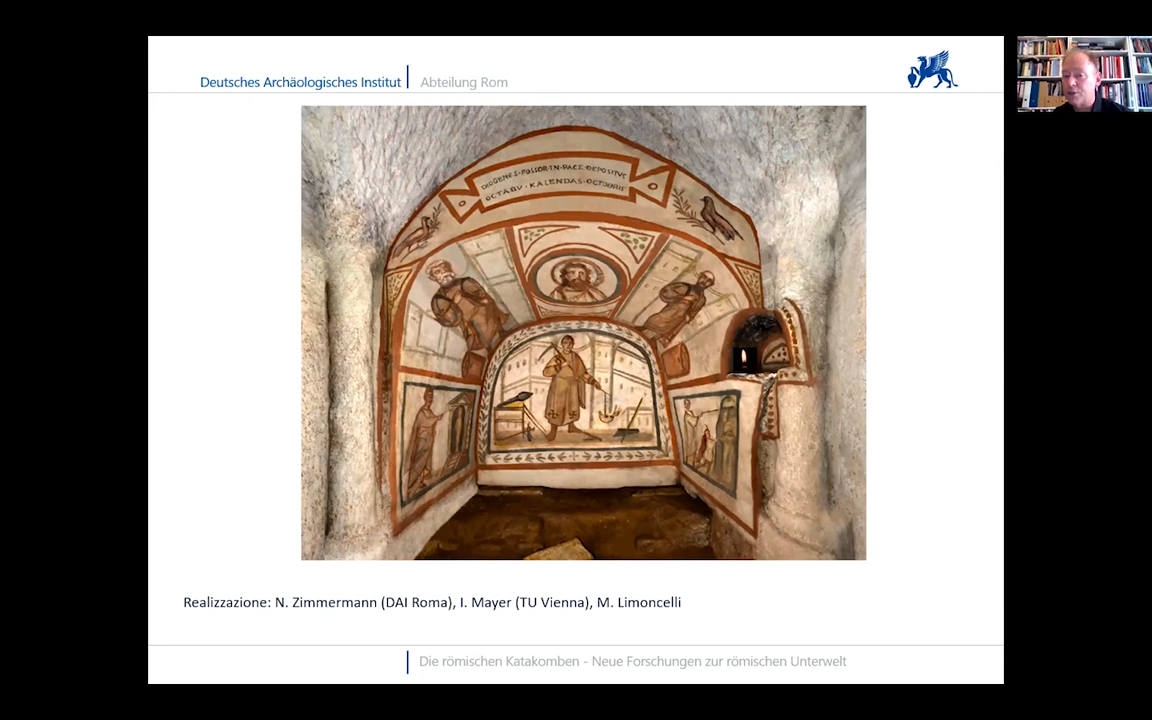 Deutsches Archäologisches Institut
Abteilung Rom
DIOGENES·FOSSOR·IN·PACE·DEPOSITVS
OCTABV·KALENDAS·OCTOBRIS
Realizzazione: N. Zimmermann (DAI Roma), I. Mayer (TU Vienna), M. Limoncelli
Die römischen Katakomben - Neue Forschungen zur römischen Unterwelt